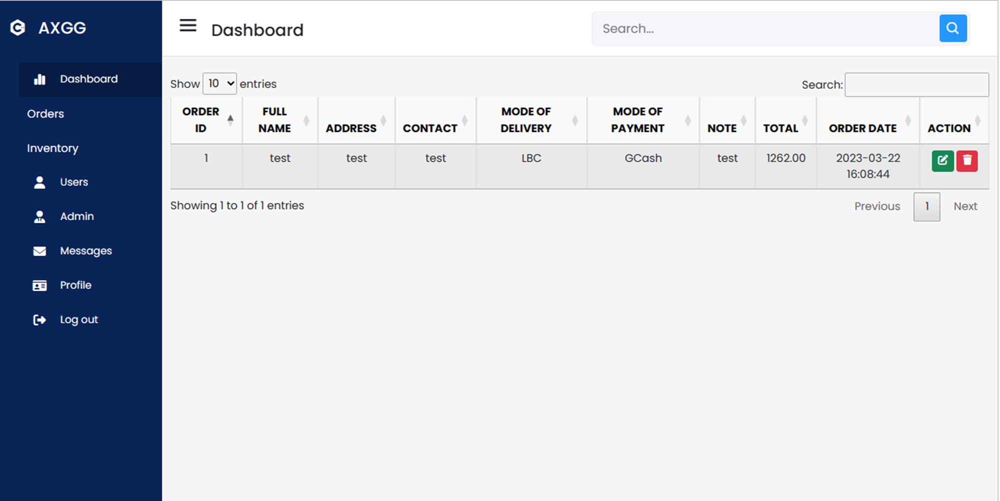 AXGG
Dashboard
Search...
Dashboard
Orders
Inventory
Users
Admin
Messages
Profile
Log out
Show 10 entries
Search:
ORDER ID FULL NAME ADDRESS CONTACT MODE OF DELIVERY MODE OF PAYMENT NOTE TOTAL ORDER DATE ACTION
1 test test test LBC GCash test 1262.00 2023-03-22
16:08:44
Showing 1 to 1 of 1 entries
Previous 1 Next